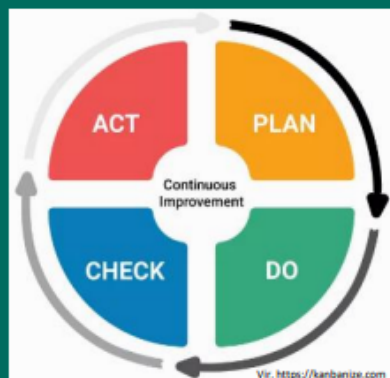 ACT
PLAN
Continuous
Improvement
CHECK
DO
Vir. https://kanbanize.com